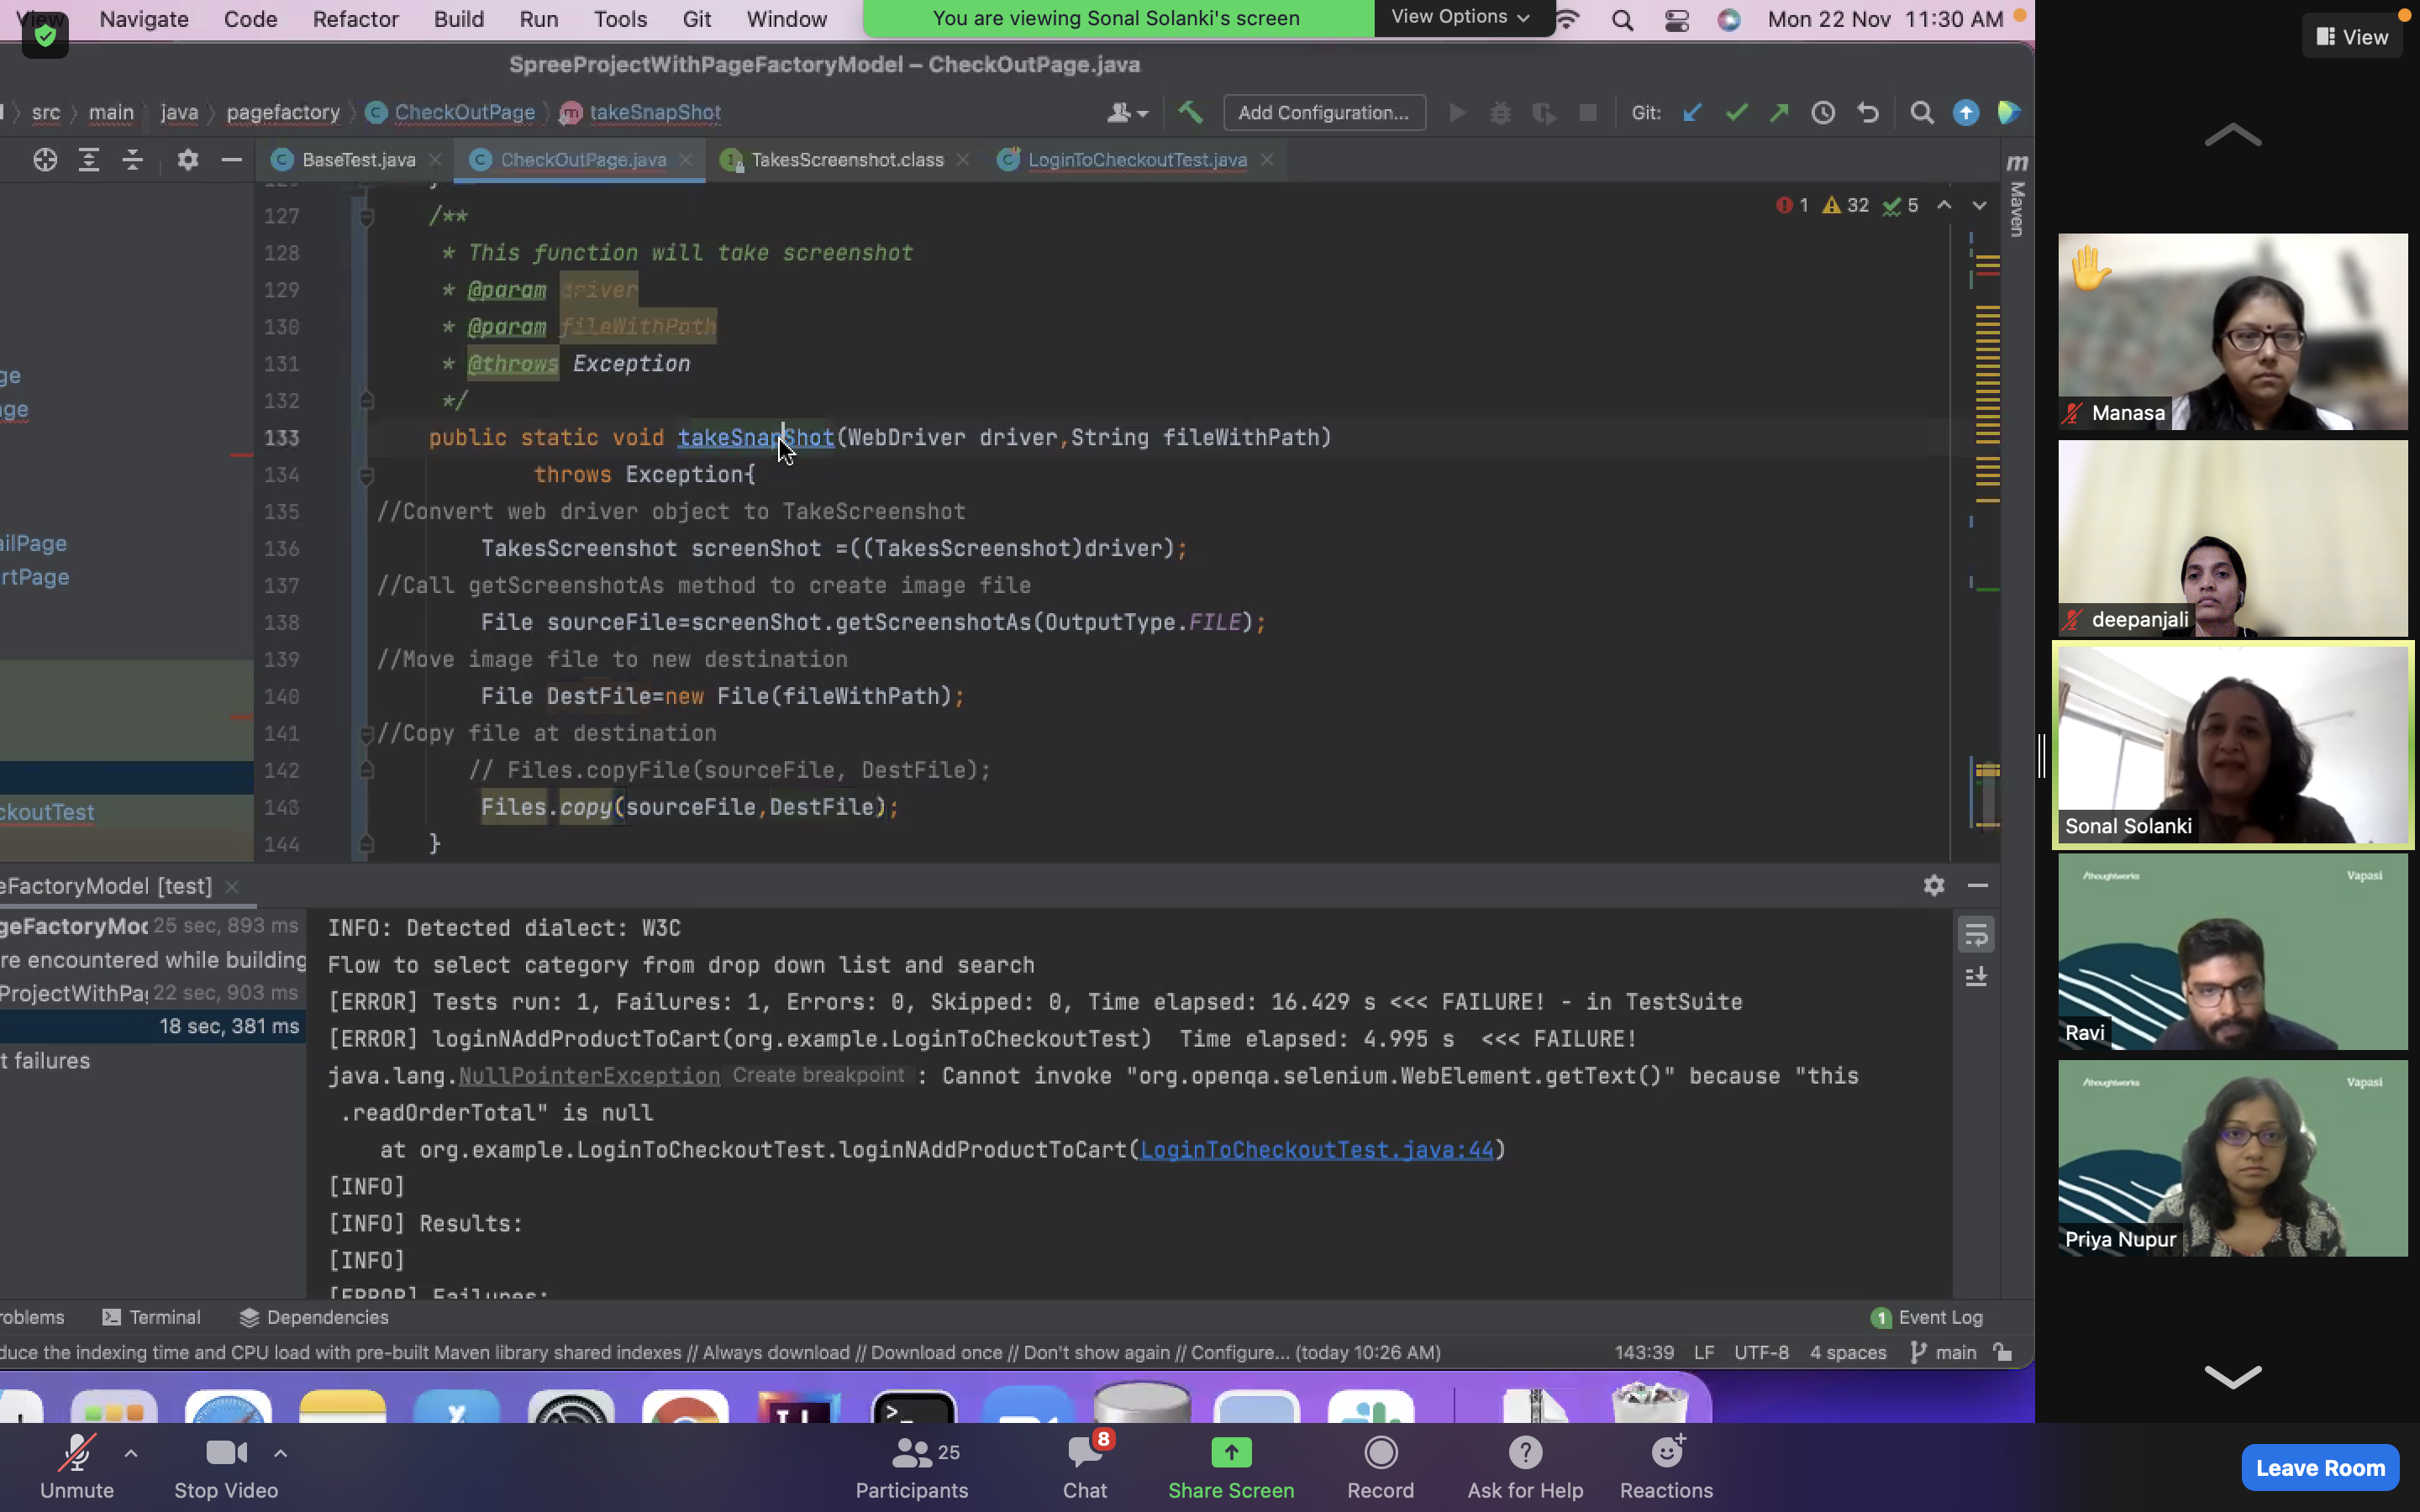 View Navigate Code Refactor Build Run Tools Git Window
You are viewing Sonal Solanki's screen View Options
Mon 22 Nov 11:30 AM
View
SpreeProjectWithPageFactoryModel – CheckOutPage.java
src main java pagefactory CheckOutPage takeSnapShot
Add Configuration... Git:
BaseTest.java CheckOutPage.java TakesScreenshot.class LoginToCheckoutTest.java
m Maven
1 32 5
127 /**
128 * This function will take screenshot
129 * @param driver
130 * @param fileWithPath
131 * @throws Exception
132 */
133 public static void takeSnapShot(WebDriver driver,String fileWithPath)
134 throws Exception{
135 //Convert web driver object to TakeScreenshot
136 TakesScreenshot screenShot =((TakesScreenshot)driver);
137 //Call getScreenshotAs method to create image file
138 File sourceFile=screenShot.getScreenshotAs(OutputType.FILE);
139 //Move image file to new destination
140 File DestFile=new File(fileWithPath);
141 //Copy file at destination
142 // Files.copyFile(sourceFile, DestFile);
143 Files.copy(sourceFile,DestFile);
144 }
ge
age
ailPage
rtPage
ckoutTest
eFactoryModel [test]
geFactoryMod 25 sec, 893 ms
re encountered while building
ProjectWithPa 22 sec, 903 ms
18 sec, 381 ms
t failures
INFO: Detected dialect: W3C
Flow to select category from drop down list and search
[ERROR] Tests run: 1, Failures: 1, Errors: 0, Skipped: 0, Time elapsed: 16.429 s <<< FAILURE! - in TestSuite
[ERROR] loginNAddProductToCart(org.example.LoginToCheckoutTest) Time elapsed: 4.995 s <<< FAILURE!
java.lang.NullPointerException Create breakpoint : Cannot invoke "org.openqa.selenium.WebElement.getText()" because "this
.readOrderTotal" is null
at org.example.LoginToCheckoutTest.loginNAddProductToCart(LoginToCheckoutTest.java:44)
[INFO]
[INFO] Results:
[INFO]
[ERROR] Failures:
roblems Terminal Dependencies
1 Event Log
duce the indexing time and CPU load with pre-built Maven library shared indexes // Always download // Download once // Don't show again // Configure... (today 10:26 AM)
143:39 LF UTF-8 4 spaces main
Manasa
deepanjali
Sonal Solanki
/thoughtworks Vapasi
Ravi
/thoughtworks Vapasi
Priya Nupur
Unmute
Stop Video
25
Participants
8
Chat
Share Screen
Record
Ask for Help
Reactions
Leave Room